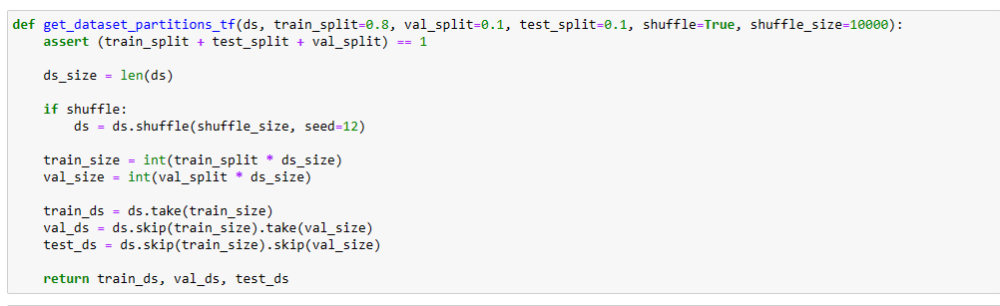 def get_dataset_partitions_tf(ds, train_split=0.8, val_split=0.1, test_split=0.1, shuffle=True, shuffle_size=10000):
    assert (train_split + test_split + val_split) == 1

    ds_size = len(ds)

    if shuffle:
        ds = ds.shuffle(shuffle_size, seed=12)

    train_size = int(train_split * ds_size)
    val_size = int(val_split * ds_size)

    train_ds = ds.take(train_size)
    val_ds = ds.skip(train_size).take(val_size)
    test_ds = ds.skip(train_size).skip(val_size)

    return train_ds, val_ds, test_ds